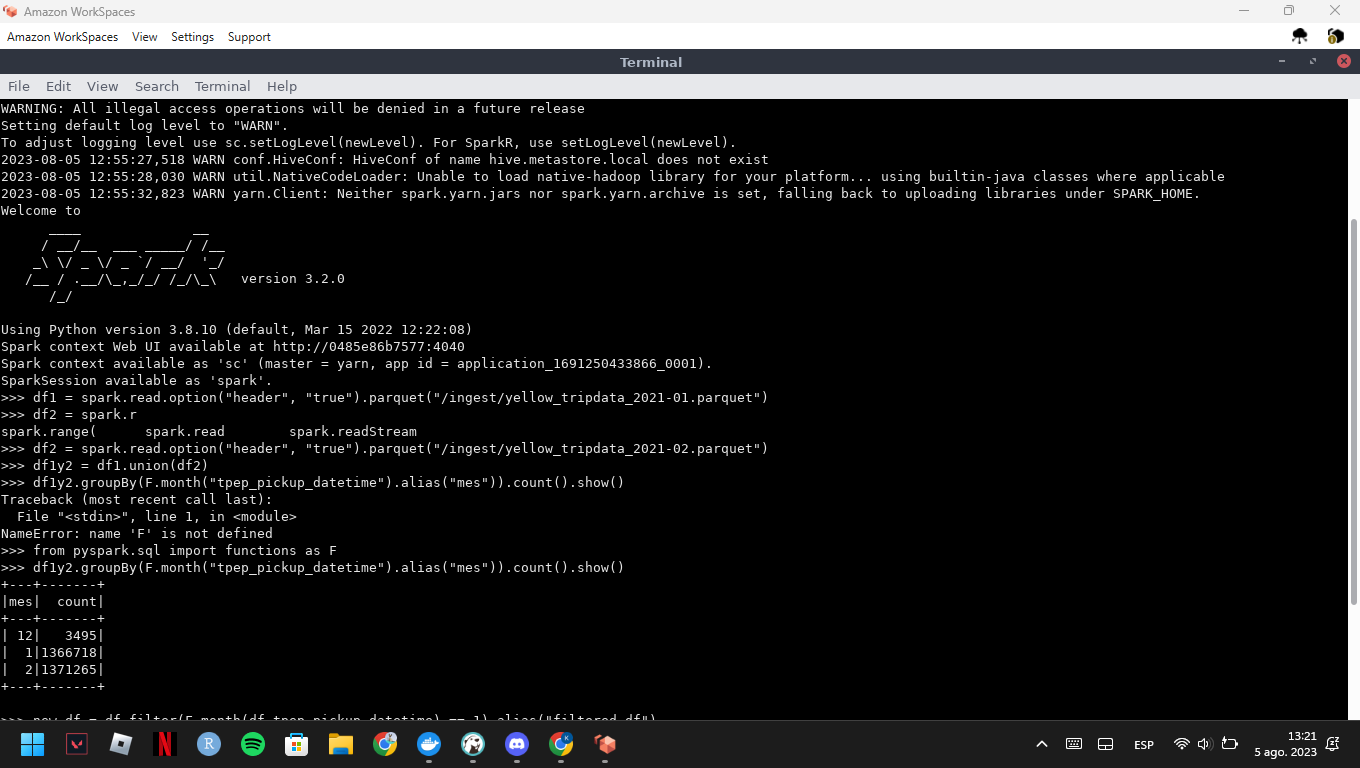 Amazon WorkSpaces
Amazon WorkSpaces View Settings Support
Terminal
File Edit View Search Terminal Help
WARNING: All illegal access operations will be denied in a future release
Setting default log level to "WARN".
To adjust logging level use sc.setLogLevel(newLevel). For SparkR, use setLogLevel(newLevel).
2023-08-05 12:55:27,518 WARN conf.HiveConf: HiveConf of name hive.metastore.local does not exist
2023-08-05 12:55:28,030 WARN util.NativeCodeLoader: Unable to load native-hadoop library for your platform... using builtin-java classes where applicable
2023-08-05 12:55:32,823 WARN yarn.Client: Neither spark.yarn.jars nor spark.yarn.archive is set, falling back to uploading libraries under SPARK_HOME.
Welcome to
      ____              __
     / __/__  ___ _____/ /__
    _\ \/ _ \/ _ `/ __/  '_/
   /__ / .__/\_,_/_/ /_/\_\   version 3.2.0
      /_/
Using Python version 3.8.10 (default, Mar 15 2022 12:22:08)
Spark context Web UI available at http://0485e86b7577:4040
Spark context available as 'sc' (master = yarn, app id = application_1691250433866_0001).
SparkSession available as 'spark'.
>>> df1 = spark.read.option("header", "true").parquet("/ingest/yellow_tripdata_2021-01.parquet")
>>> df2 = spark.r
spark.range(      spark.read        spark.readStream
>>> df2 = spark.read.option("header", "true").parquet("/ingest/yellow_tripdata_2021-02.parquet")
>>> df1y2 = df1.union(df2)
>>> df1y2.groupBy(F.month("tpep_pickup_datetime").alias("mes")).count().show()
Traceback (most recent call last):
  File "<stdin>", line 1, in <module>
NameError: name 'F' is not defined
>>> from pyspark.sql import functions as F
>>> df1y2.groupBy(F.month("tpep_pickup_datetime").alias("mes")).count().show()
+---+-------+
|mes|  count|
+---+-------+
| 12|   3495|
|  1|1366718|
|  2|1371265|
+---+-------+
>>> new_df = df.filter(F.month(df.tpep_pickup_datetime) == 1).alias("filtered_df")
ESP
13:21
5 ago. 2023